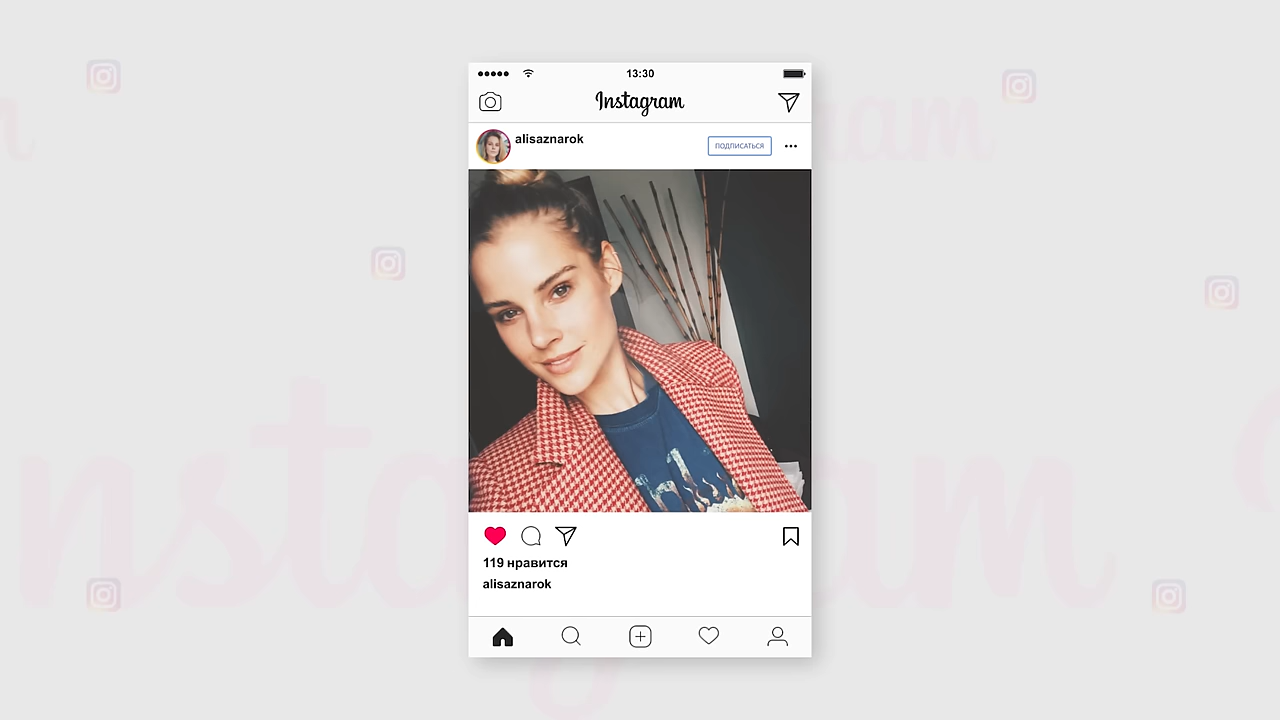 13:30
Instagram
alisaznarok
ПОДПИСАТЬСЯ
119 нравится
alisaznarok